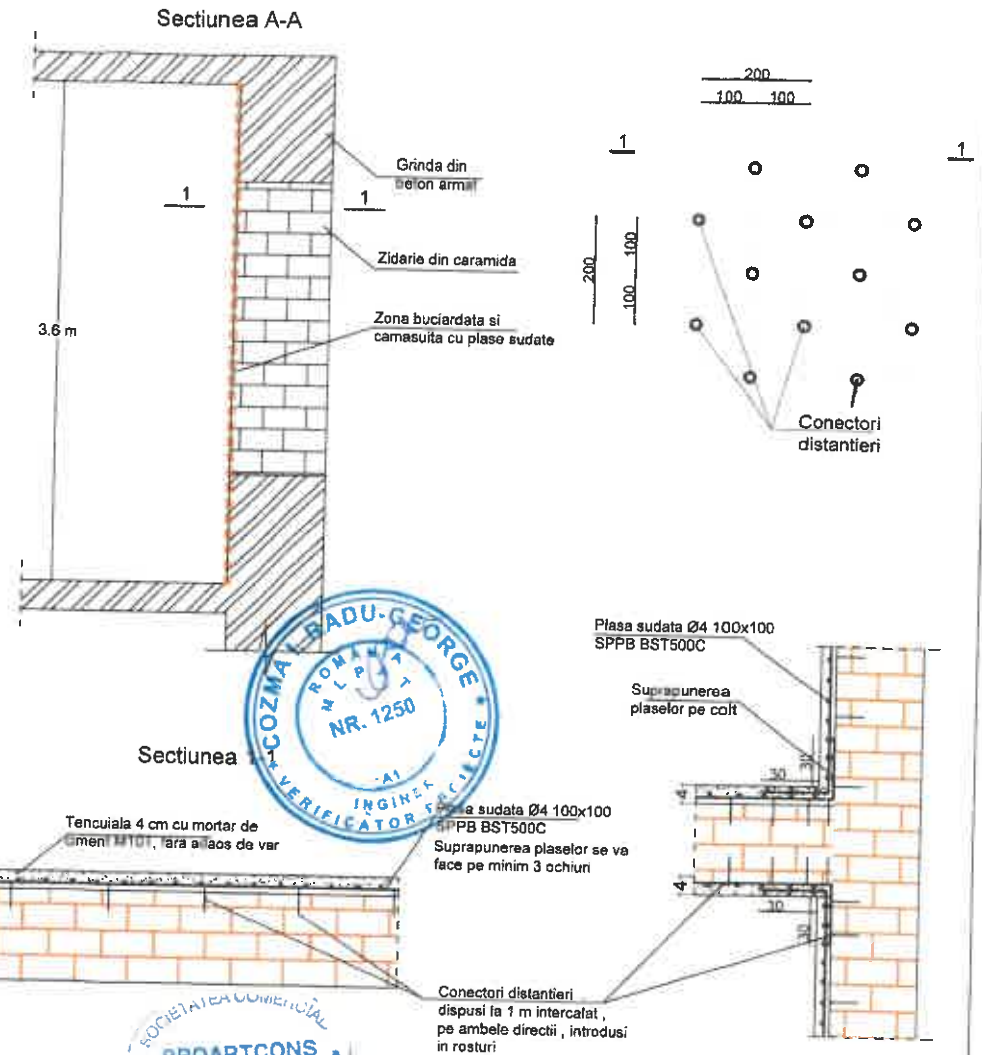 Sectiunea A-A
Grinda din
beton armat
1
1
Zidarie din caramida
Zona buciardata si
camasuita cu plase sudate
3.6 m
200
100 100
1
1
200
100
100
Conectori
distantieri
COZMA I. RADU-GEORGE
ROMANIA
MLPAT
NR. 1250
A1
INGINER
VERIFICATOR PROIECTE
Sectiunea 1-1
Tencuiala 4 cm cu mortar de
ciment M101, fara adaos de var
Plasa sudata Ø4 100x100
SPPB BST500C
Suprapunerea plaselor se va
face pe minim 3 ochiuri
Plasa sudata Ø4 100x100
SPPB BST500C
Suprapunerea
plaselor pe colt
30
30
4
4
30
30
Conectori distantieri
dispusi la 1 m intercalat,
pe ambele directii, introdusi
in rosturi
SOCIETATEA COMERCIALA
PROARTCONS